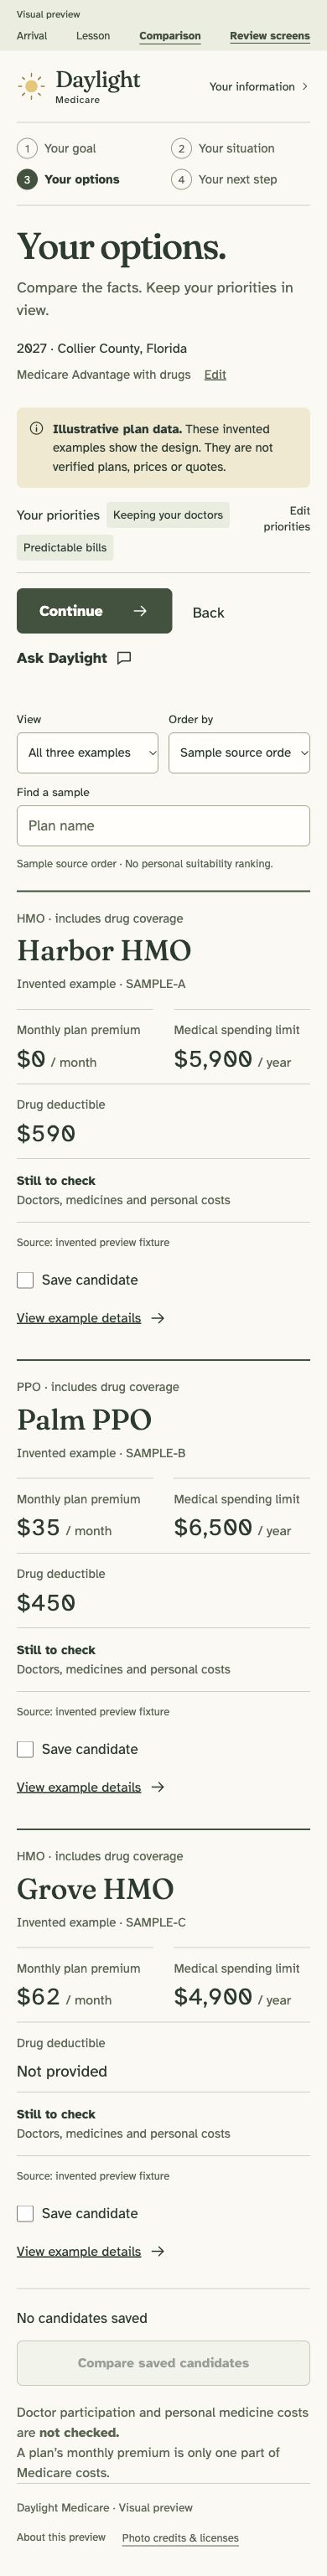 Visual preview
Arrival Lesson Comparison Review screens
Daylight
Medicare
Your information
1 Your goal
2 Your situation
3 Your options
4 Your next step
Your options.
Compare the facts. Keep your priorities in
view.
2027 · Collier County, Florida
Medicare Advantage with drugs Edit
Illustrative plan data. These invented
examples show the design. They are not
verified plans, prices or quotes.
Your priorities Keeping your doctors
Predictable bills
Edit
priorities
Continue
Back
Ask Daylight
View
All three examples
Order by
Sample source orde
Find a sample
Plan name
Sample source order · No personal suitability ranking.
HMO · includes drug coverage
Harbor HMO
Invented example · SAMPLE-A
Monthly plan premium
$0 / month
Medical spending limit
$5,900 / year
Drug deductible
$590
Still to check
Doctors, medicines and personal costs
Source: invented preview fixture
Save candidate
View example details
PPO · includes drug coverage
Palm PPO
Invented example · SAMPLE-B
Monthly plan premium
$35 / month
Medical spending limit
$6,500 / year
Drug deductible
$450
Still to check
Doctors, medicines and personal costs
Source: invented preview fixture
Save candidate
View example details
HMO · includes drug coverage
Grove HMO
Invented example · SAMPLE-C
Monthly plan premium
$62 / month
Medical spending limit
$4,900 / year
Drug deductible
Not provided
Still to check
Doctors, medicines and personal costs
Source: invented preview fixture
Save candidate
View example details
No candidates saved
Compare saved candidates
Doctor participation and personal medicine costs
are not checked.
A plan’s monthly premium is only one part of
Medicare costs.
Daylight Medicare · Visual preview
About this preview Photo credits & licenses